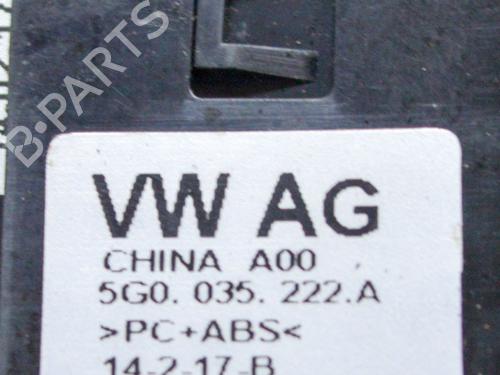 B-PARTS
VW AG
CHINA A00
5G0. 035. 222.A
>PC+ABS<
14-2-17-B